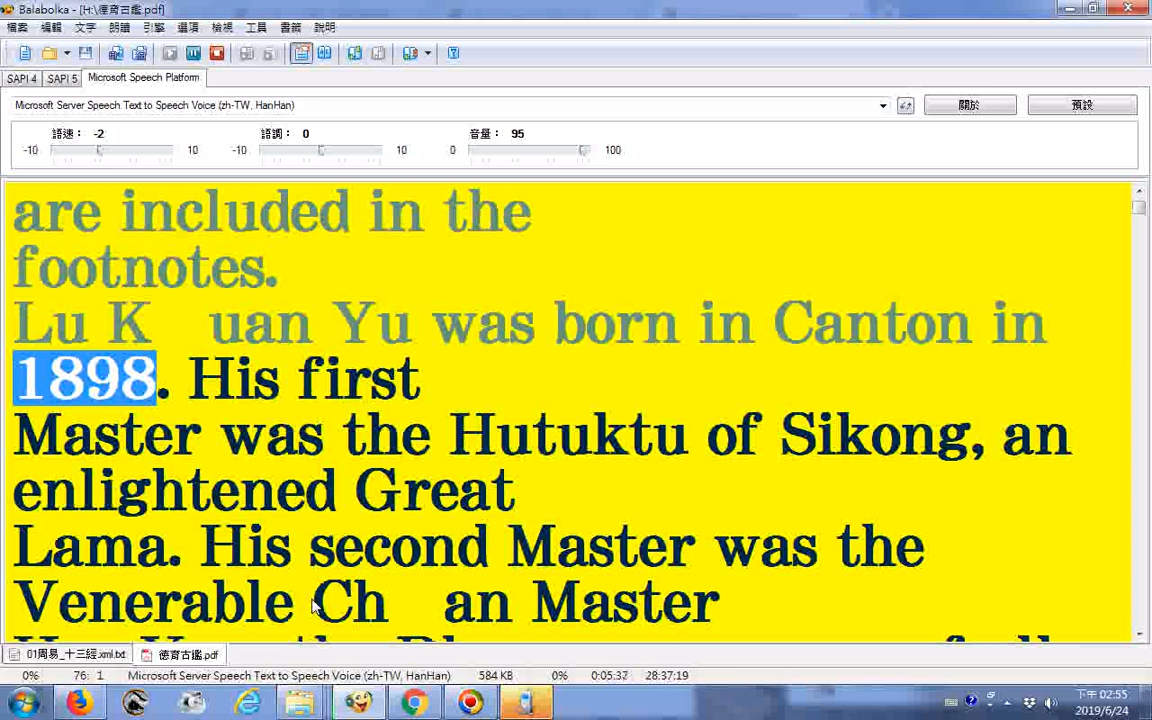 Balabolka - [H:\德育古鑑.pdf]
檔案 編輯 文字 朗讀 引擎 選項 檢視 工具 書籤 說明
SAPI 4 SAPI 5 Microsoft Speech Platform
Microsoft Server Speech Text to Speech Voice (zh-TW, HanHan) 關於 預設
語速： -2 語調： 0 音量： 95
-10 10 -10 10 0 100
are included in the
footnotes.
Lu K uan Yu was born in Canton in
1898. His first
Master was the Hutuktu of Sikong, an
enlightened Great
Lama. His second Master was the
Venerable Ch an Master
01周易_十三經.xml.txt 德育古鑑.pdf
0% 76: 1 Microsoft Server Speech Text to Speech Voice (zh-TW, HanHan) 584 KB 0% 0:05:37 28:37:19
下午 02:55
2019/6/24